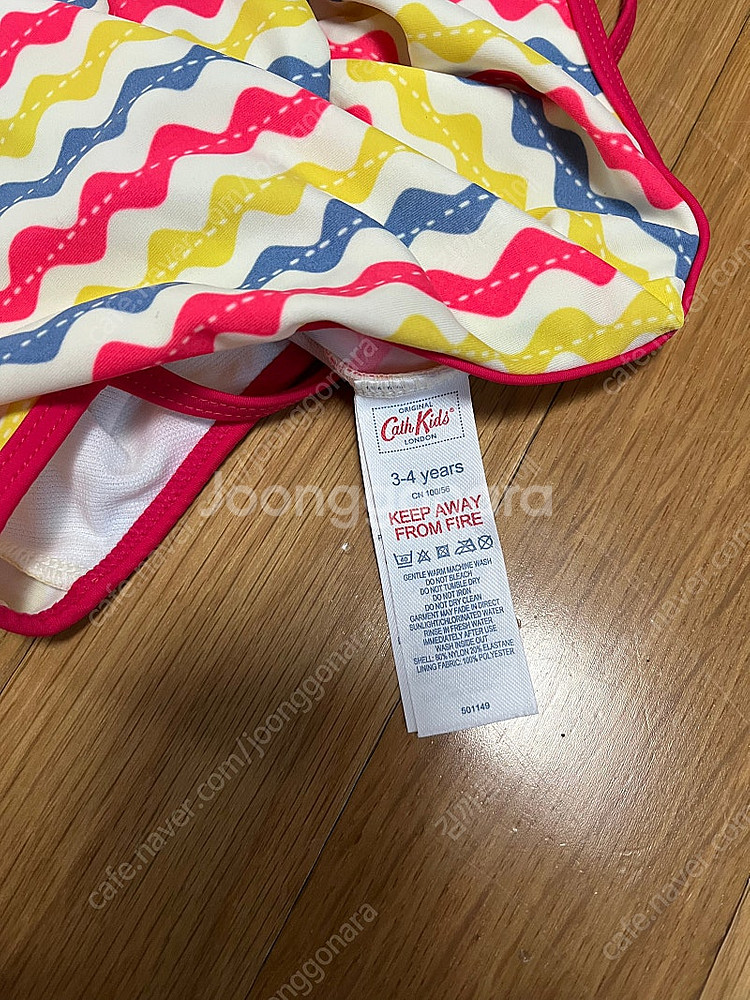 ORIGINAL
Cath Kids®
LONDON
3-4 years
CN 100/56
KEEP AWAY
FROM FIRE
40
GENTLE WARM MACHINE WASH
DO NOT BLEACH
DO NOT TUMBLE DRY
DO NOT IRON
DO NOT DRY CLEAN
GARMENT MAY FADE IN DIRECT
SUNLIGHT/CHLORINATED WATER
RINSE IN FRESH WATER
IMMEDIATELY AFTER USE
WASH INSIDE OUT
SHELL: 80% NYLON 20% ELASTANE
LINING FABRIC: 100% POLYESTER
501149
Joonggonara
cafe.naver.com/joonggonara